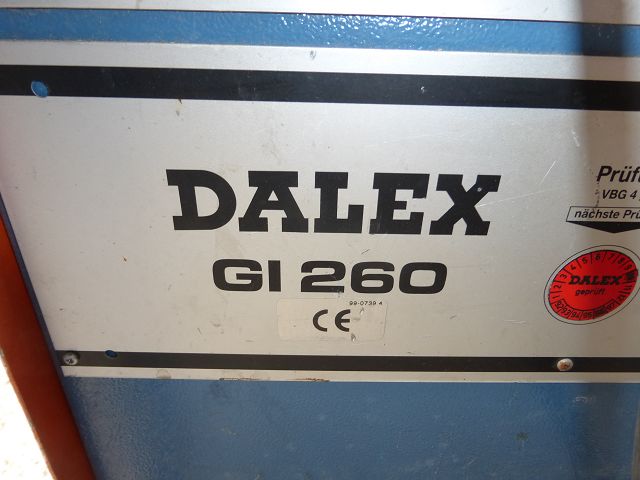 DALEX
GI 260
99-0739 4
CE
Prüf
VBG 4
nächste Prü
DALEX
geprüft